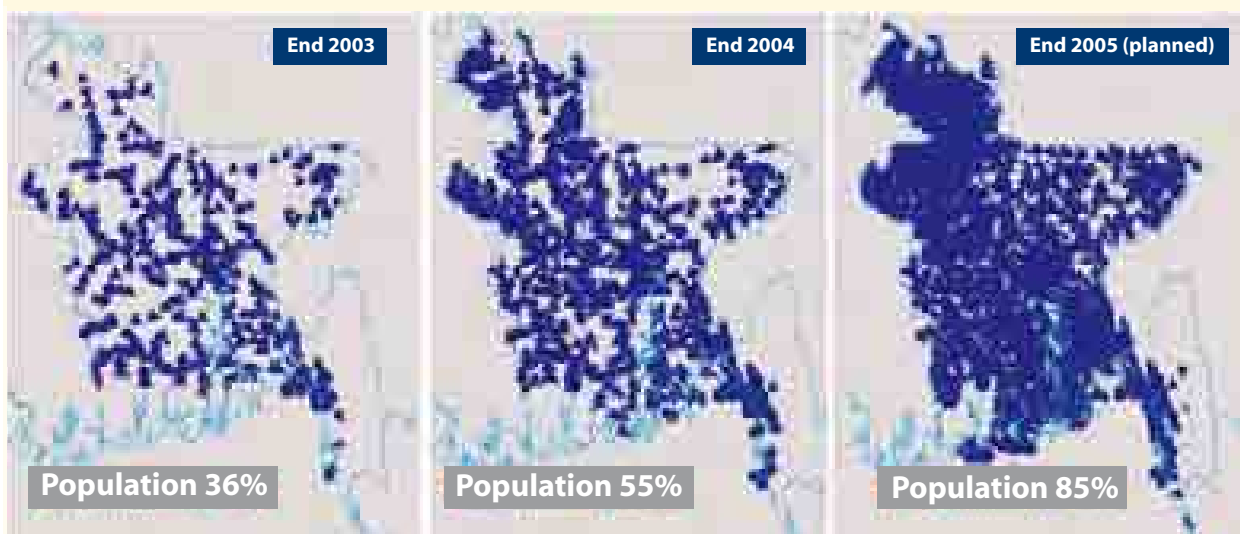 End 2003
End 2004
End 2005 (planned)
Population 36%
Population 55%
Population 85%